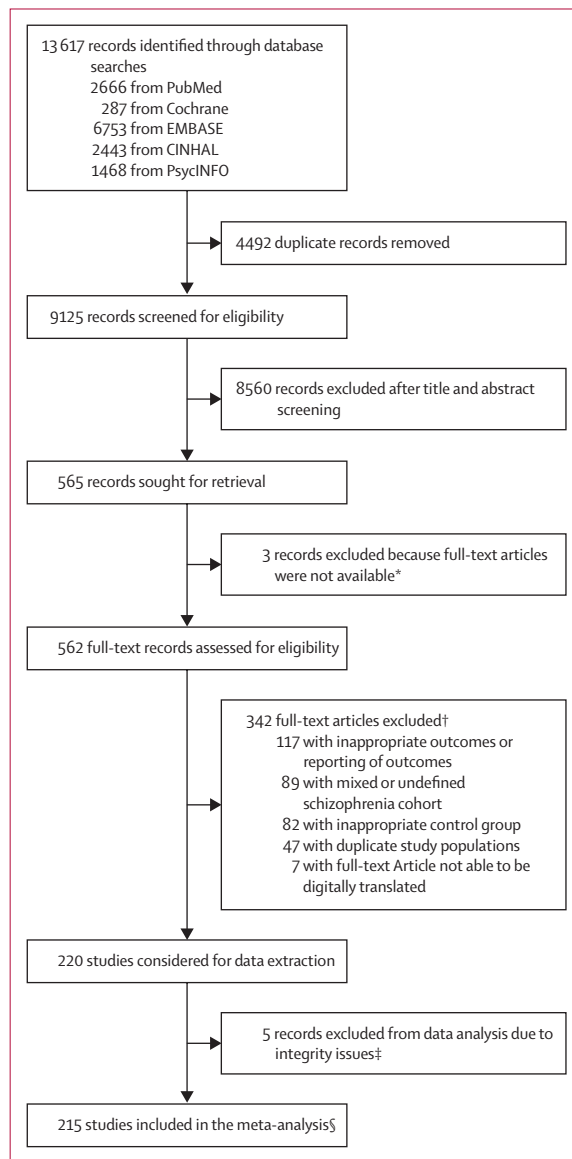 13 617 records identified through database
searches
2666 from PubMed
287 from Cochrane
6753 from EMBASE
2443 from CINHAL
1468 from PsycINFO
4492 duplicate records removed
9125 records screened for eligibility
8560 records excluded after title and abstract
screening
565 records sought for retrieval
3 records excluded because full-text articles
were not available*
562 full-text records assessed for eligibility
342 full-text articles excluded†
117 with inappropriate outcomes or
reporting of outcomes
89 with mixed or undefined
schizophrenia cohort
82 with inappropriate control group
47 with duplicate study populations
7 with full-text Article not able to be
digitally translated
220 studies considered for data extraction
5 records excluded from data analysis due to
integrity issues‡
215 studies included in the meta-analysis§